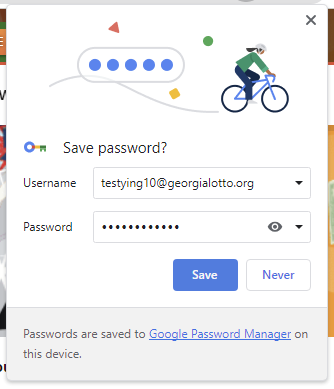 Save password?
Username
testying10@georgialotto.org
Password
••••••••••••
Save
Never
Passwords are saved to Google Password Manager on
this device.